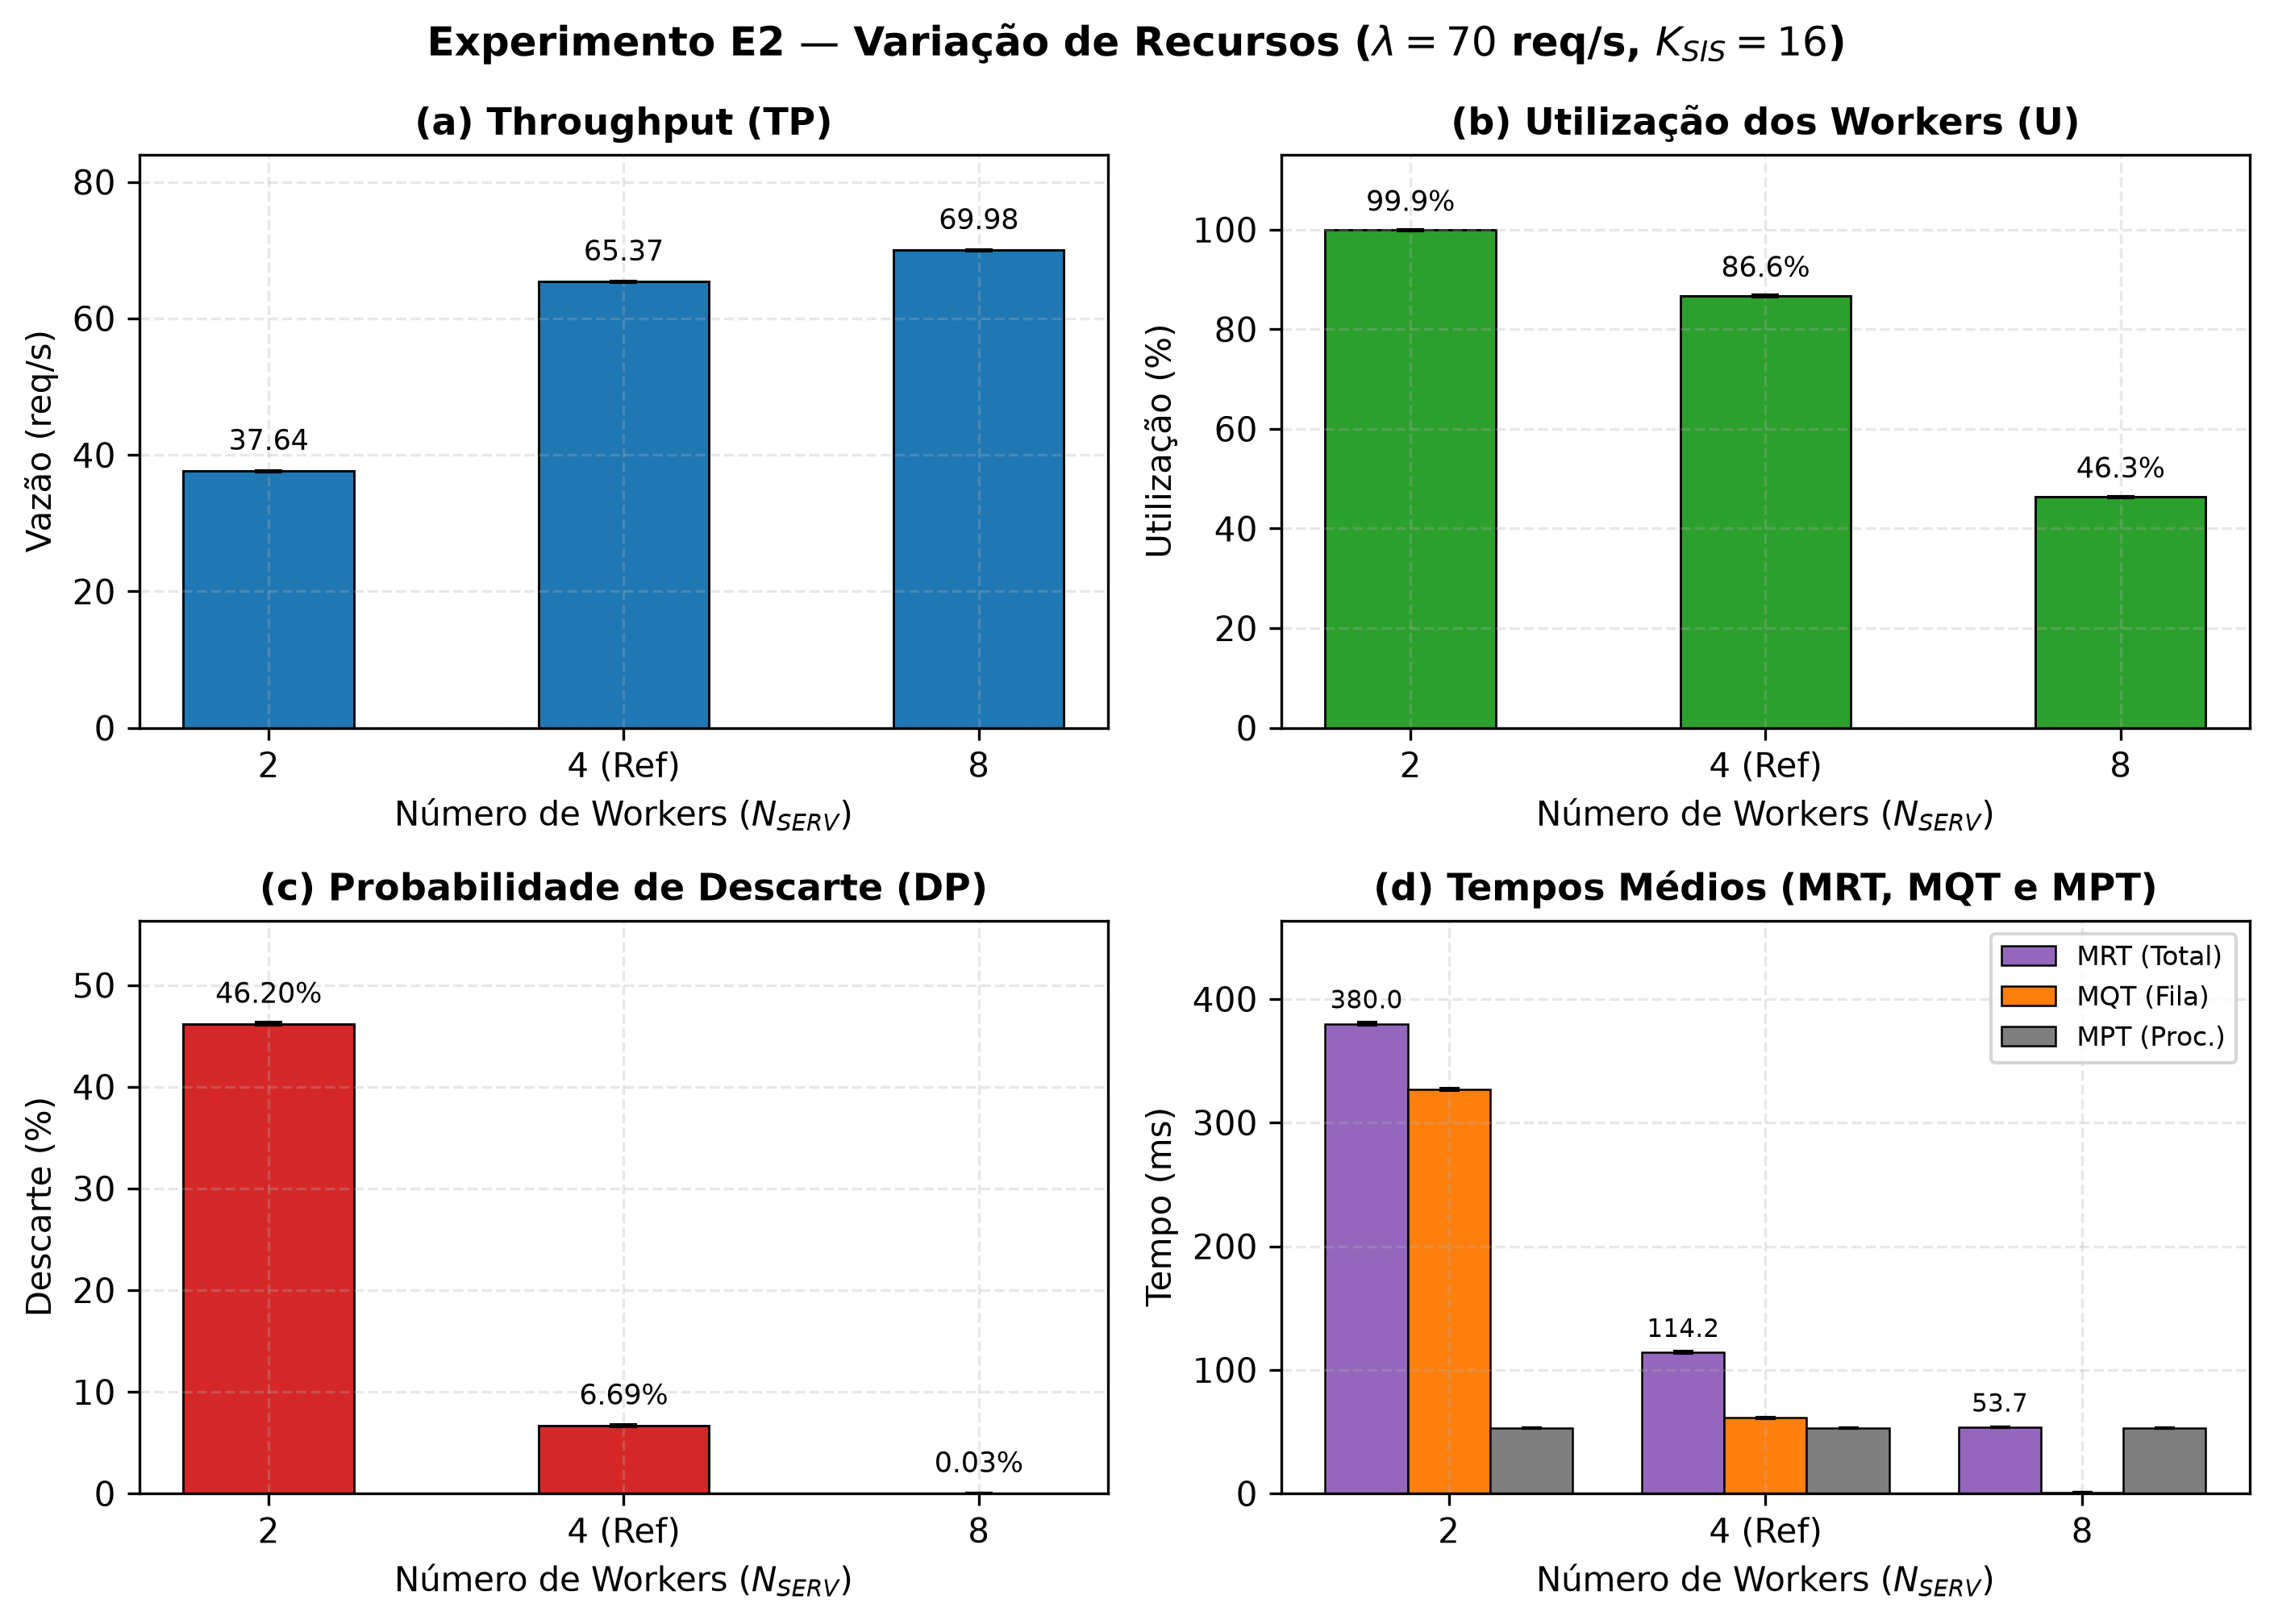 Experimento E2 — Variação de Recursos (λ = 70 req/s, K_SIS = 16)
(a) Throughput (TP)
Vazão (req/s)
80
60
40
20
0
37.64
65.37
69.98
2
4 (Ref)
8
Número de Workers (N_SERV)
(b) Utilização dos Workers (U)
Utilização (%)
100
80
60
40
20
0
99.9%
86.6%
46.3%
2
4 (Ref)
8
Número de Workers (N_SERV)
(c) Probabilidade de Descarte (DP)
Descarte (%)
50
40
30
20
10
0
46.20%
6.69%
0.03%
2
4 (Ref)
8
Número de Workers (N_SERV)
(d) Tempos Médios (MRT, MQT e MPT)
Tempo (ms)
400
300
200
100
0
380.0
114.2
53.7
MRT (Total)
MQT (Fila)
MPT (Proc.)
2
4 (Ref)
8
Número de Workers (N_SERV)